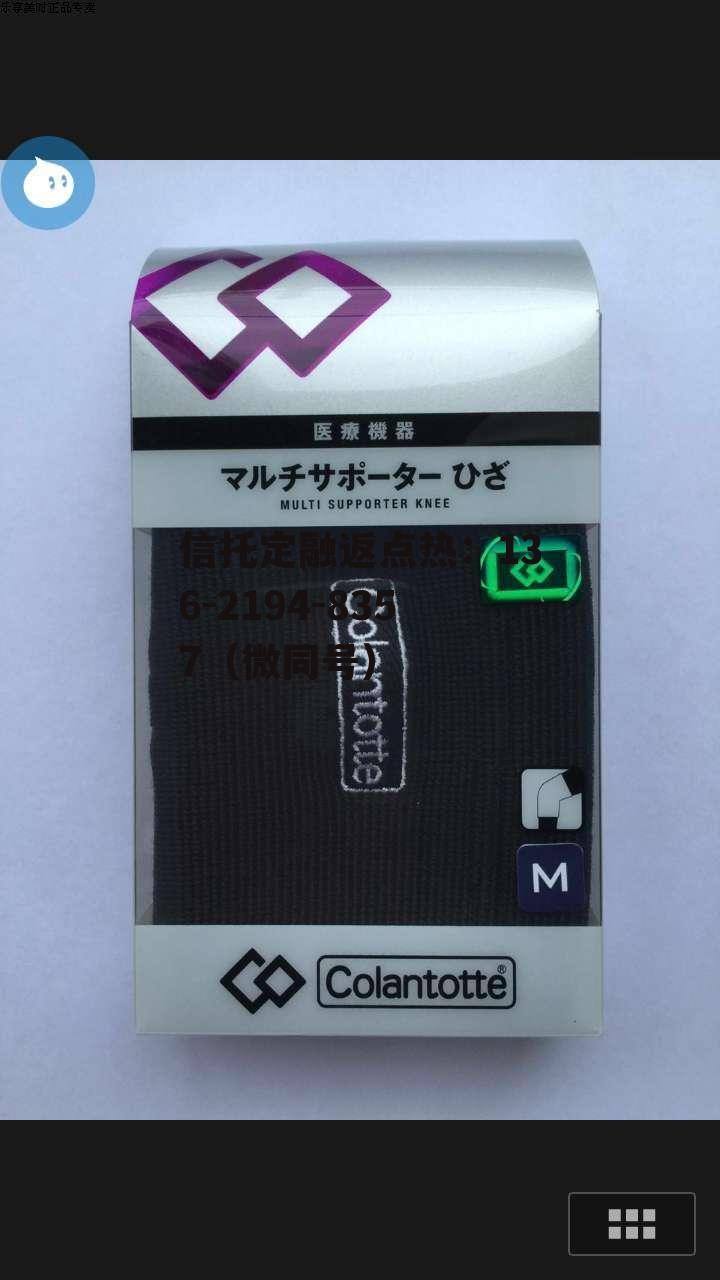 乐享美时正品专卖
医療機器
マルチサポーター ひざ
MULTI SUPPORTER KNEE
信托定融返点热：13
6-2194-835
7（微同号）
Colantotte
M
Colantotte®